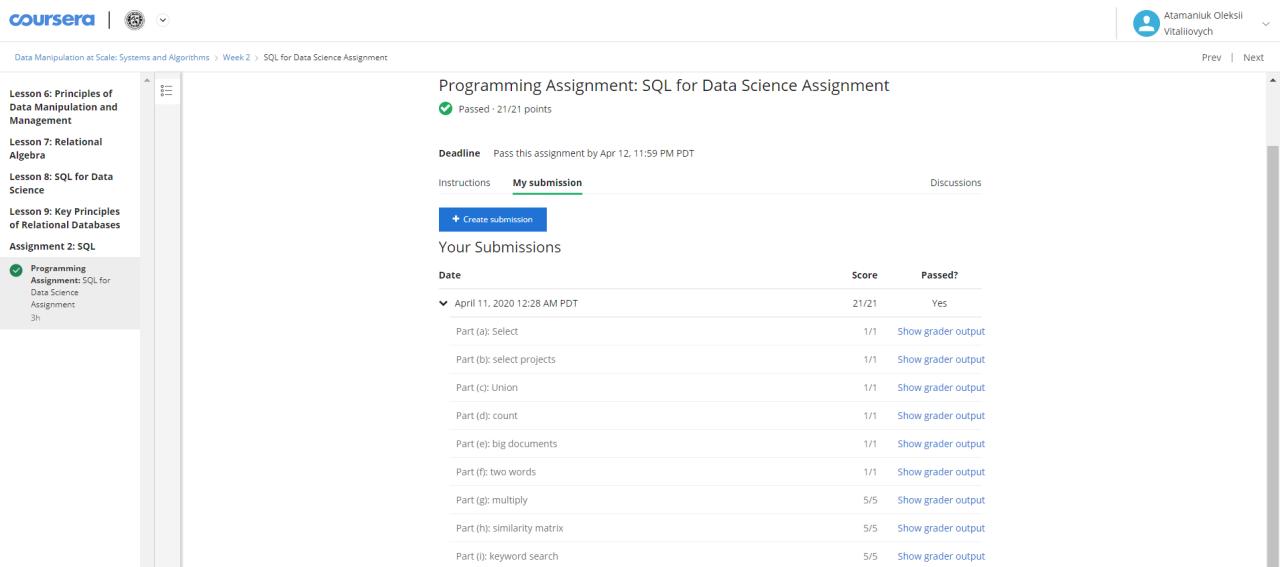 coursera
Atamaniuk Oleksii
Vitaliiovych
Data Manipulation at Scale: Systems and Algorithms > Week 2 > SQL for Data Science Assignment
Prev | Next
Lesson 6: Principles of
Data Manipulation and
Management
Lesson 7: Relational
Algebra
Lesson 8: SQL for Data
Science
Lesson 9: Key Principles
of Relational Databases
Assignment 2: SQL
Programming
Assignment: SQL for
Data Science
Assignment
3h
Programming Assignment: SQL for Data Science Assignment
Passed · 21/21 points
Deadline Pass this assignment by Apr 12, 11:59 PM PDT
Instructions My submission Discussions
+ Create submission
Your Submissions
Date Score Passed?
April 11, 2020 12:28 AM PDT 21/21 Yes
Part (a): Select 1/1 Show grader output
Part (b): select projects 1/1 Show grader output
Part (c): Union 1/1 Show grader output
Part (d): count 1/1 Show grader output
Part (e): big documents 1/1 Show grader output
Part (f): two words 1/1 Show grader output
Part (g): multiply 5/5 Show grader output
Part (h): similarity matrix 5/5 Show grader output
Part (i): keyword search 5/5 Show grader output